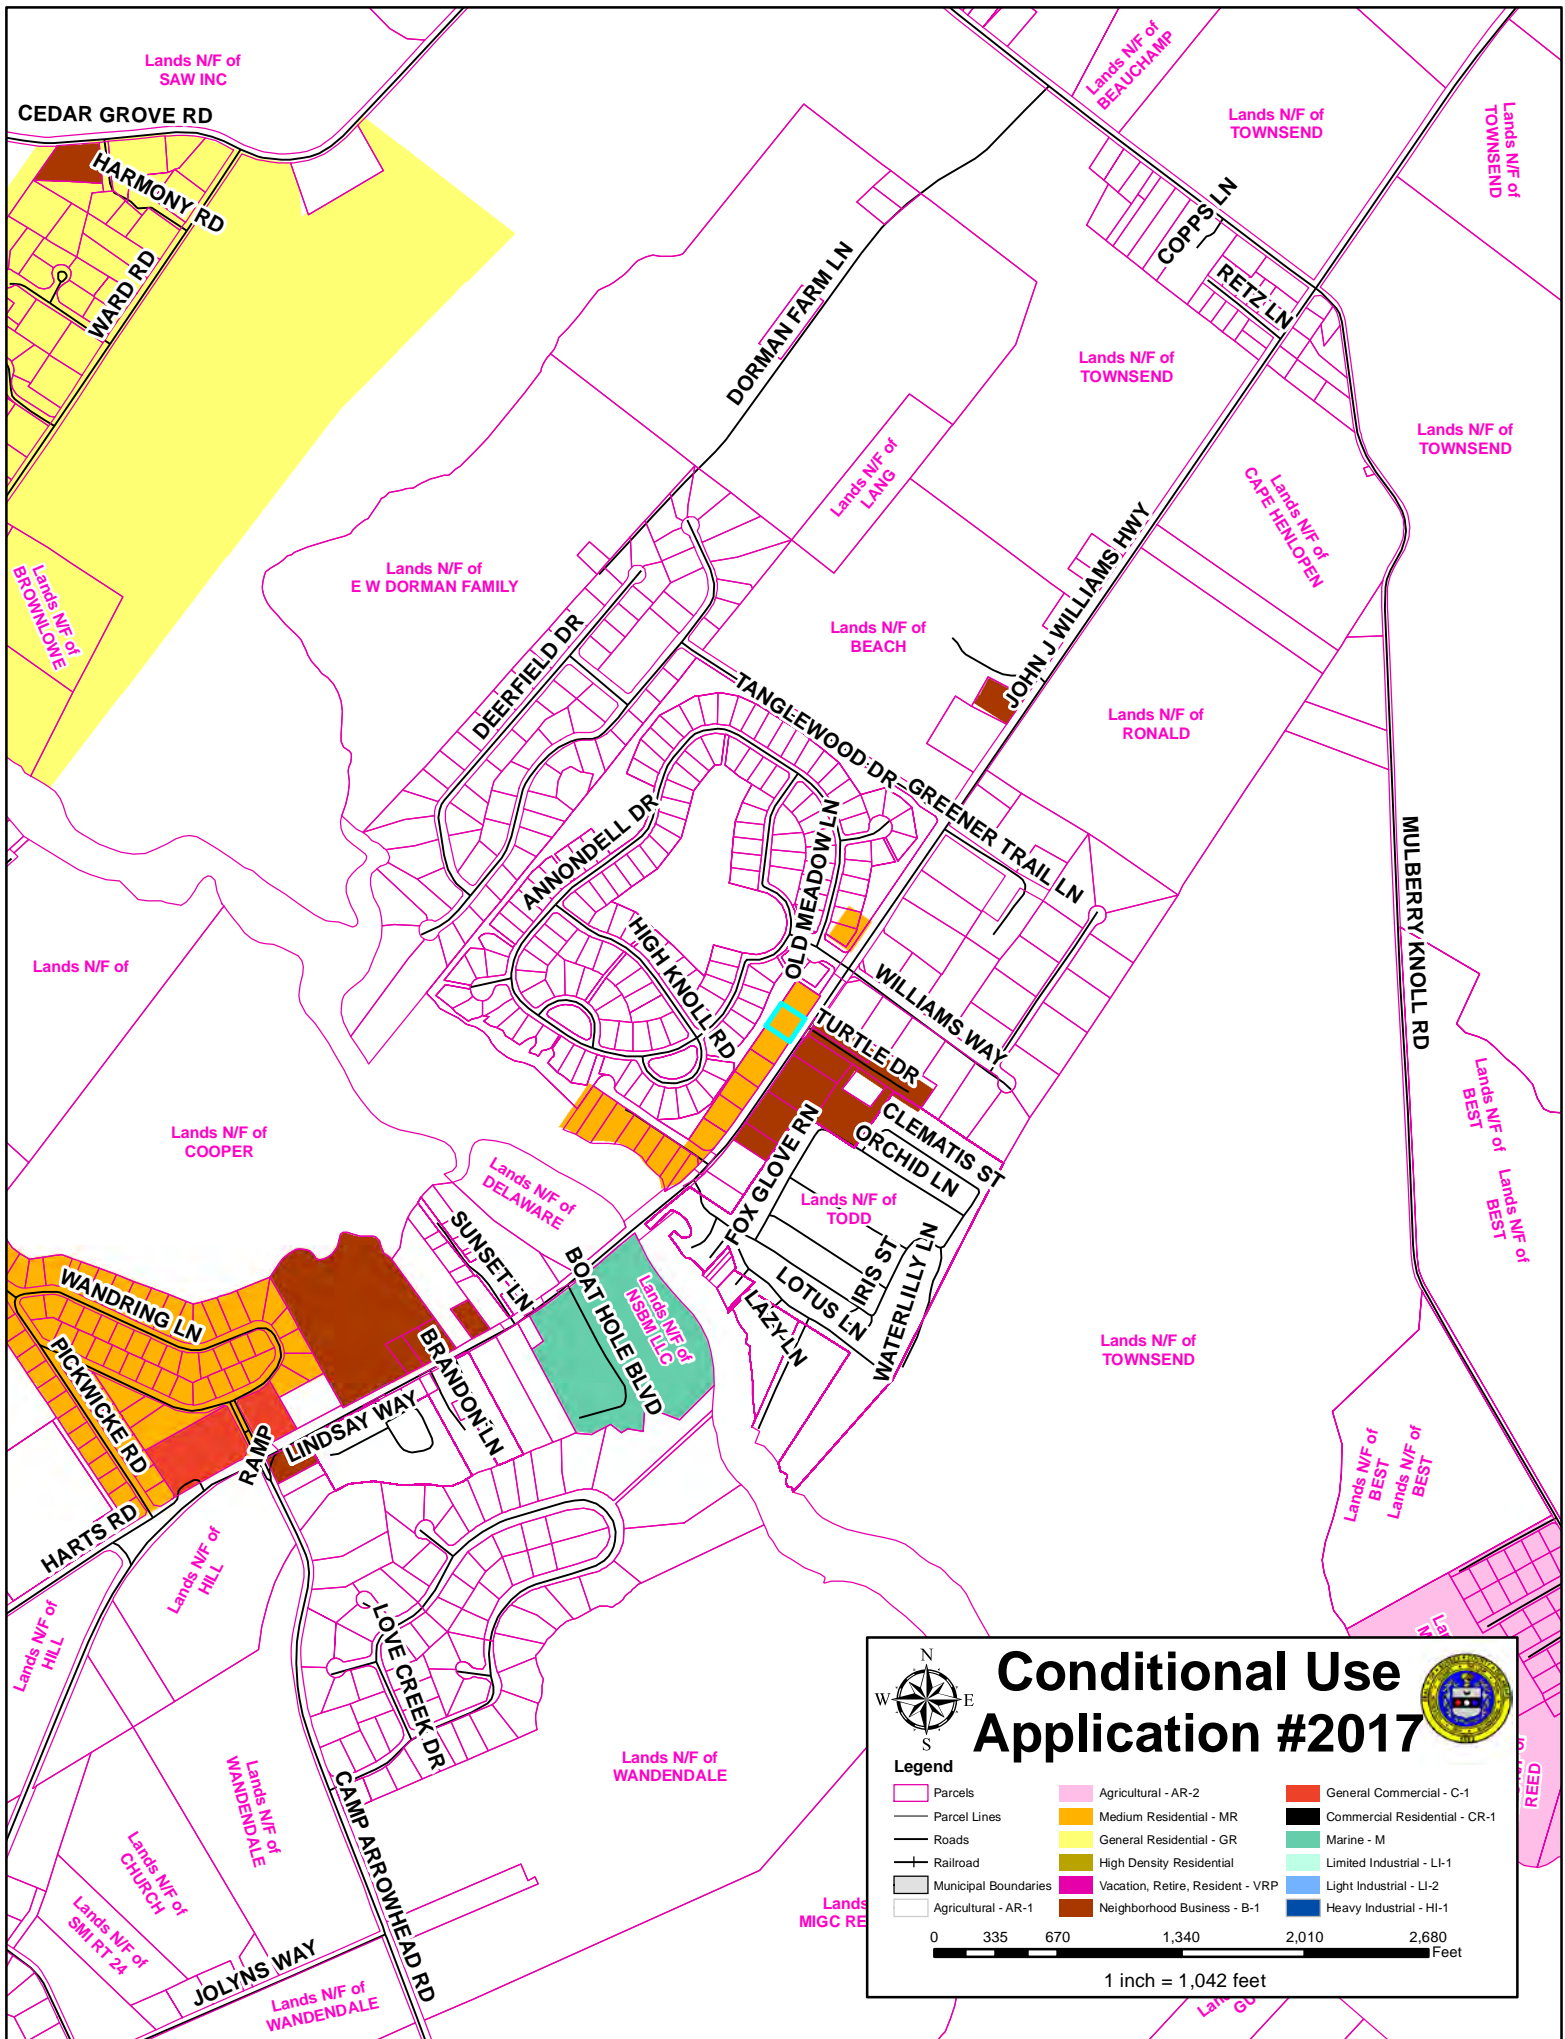 Lands N/F of
SAW INC
CEDAR GROVE RD
HARMONY RD
WARD RD
Lands N/F of
BEAUCHAMP
Lands N/F of
TOWNSEND
Lands N/F of
TOWNSEND
COPPS LN
RETZ LN
DORMAN FARM LN
Lands N/F of
TOWNSEND
Lands N/F of
TOWNSEND
Lands N/F of
LANG
Lands N/F of
CAPE HENLOPEN
JOHN J WILLIAMS HWY
Lands N/F of
BROWNLOWE
Lands N/F of
E W DORMAN FAMILY
DEERFIELD DR
Lands N/F of
BEACH
Lands N/F of
RONALD
TANGLEWOOD DR
GREENER TRAIL LN
ANNONDELL DR
OLD MEADOW LN
HIGH KNOLL RD
MULBERRY KNOLL RD
Lands N/F of
WILLIAMS WAY
TURTLE DR
CLEMATIS ST
ORCHID LN
FOX GLOVE RN
Lands N/F of
TODD
Lands N/F of
BEST
Lands N/F of
BEST
Lands N/F of
COOPER
Lands N/F of
DELAWARE
SUNSET LN
BOAT HOLE BLVD
Lands N/F of
NSBM LLC
IRIS ST
WATERLILLY LN
LOTUS LN
LAZY LN
WANDRING LN
PICKWICKE RD
BRANDON LN
LINDSAY WAY
RAMP
HARTS RD
Lands N/F of
TOWNSEND
Lands N/F of
BEST
Lands N/F of
BEST
Lands N/F of
HILL
Lands N/F of
HILL
LOVE CREEK DR
CAMP ARROWHEAD RD
Lands N/F of
WANDENDALE
Lands N/F of
WANDENDALE
Lands N/F of
CHURCH
Lands N/F of
SMI RT 24
JOLYNS WAY
Lands N/F of
WANDENDALE
Lands
MIGC RE
REED
N
W
E
S
Conditional Use
Application #2017
Legend
Parcels
Parcel Lines
Roads
Railroad
Municipal Boundaries
Agricultural - AR-1
Agricultural - AR-2
Medium Residential - MR
General Residential - GR
High Density Residential
Vacation, Retire, Resident - VRP
Neighborhood Business - B-1
General Commercial - C-1
Commercial Residential - CR-1
Marine - M
Limited Industrial - LI-1
Light Industrial - LI-2
Heavy Industrial - HI-1
0 335 670 1,340 2,010 2,680
Feet
1 inch = 1,042 feet